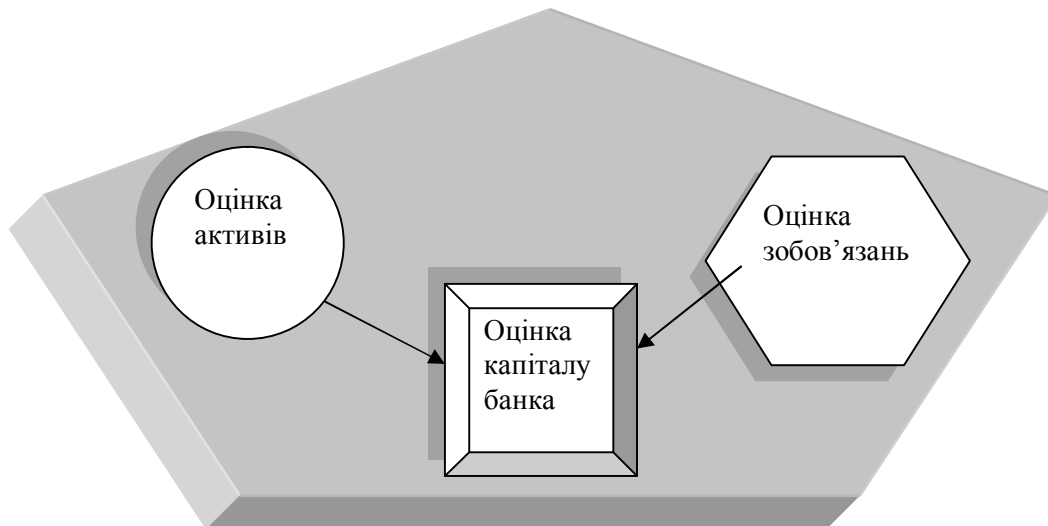 Оцінка
активів
Оцінка
зобов’язань
Оцінка
капіталу
банка